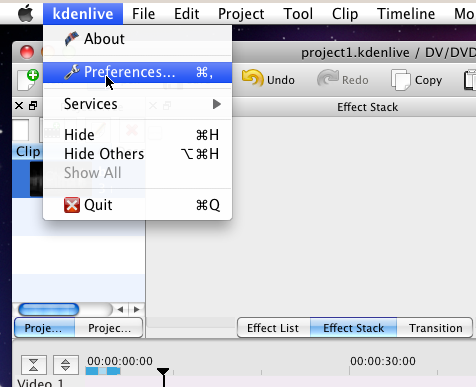 kdenlive File Edit Project Tool Clip Timeline Mo
project1.kdenlive / DV/DVD
About
Preferences... ⌘,
Undo Copy
Services
Effect Stack
Hide ⌘H
Hide Others ⌥⌘H
Clip
Show All
Quit ⌘Q
Proje... Projec... Effect List Effect Stack Transition
00:00:00:00 00:00:30:00
Video 1